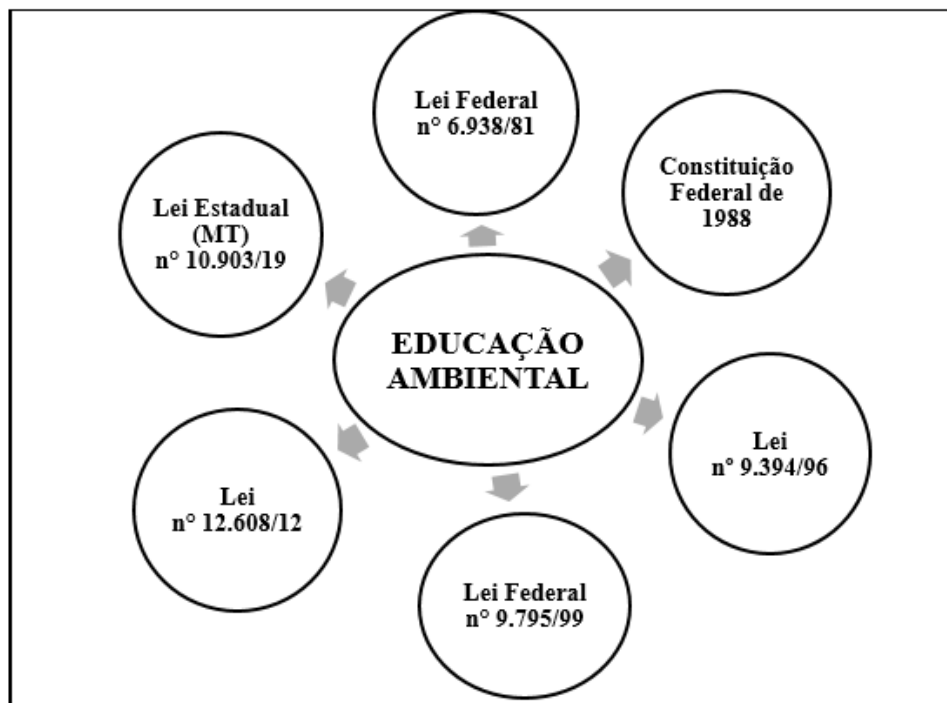 Lei Federal
n° 6.938/81
Constituição
Federal de
1988
Lei Estadual
(MT)
n° 10.903/19
EDUCAÇÃO
AMBIENTAL
Lei
n° 9.394/96
Lei
n° 12.608/12
Lei Federal
n° 9.795/99